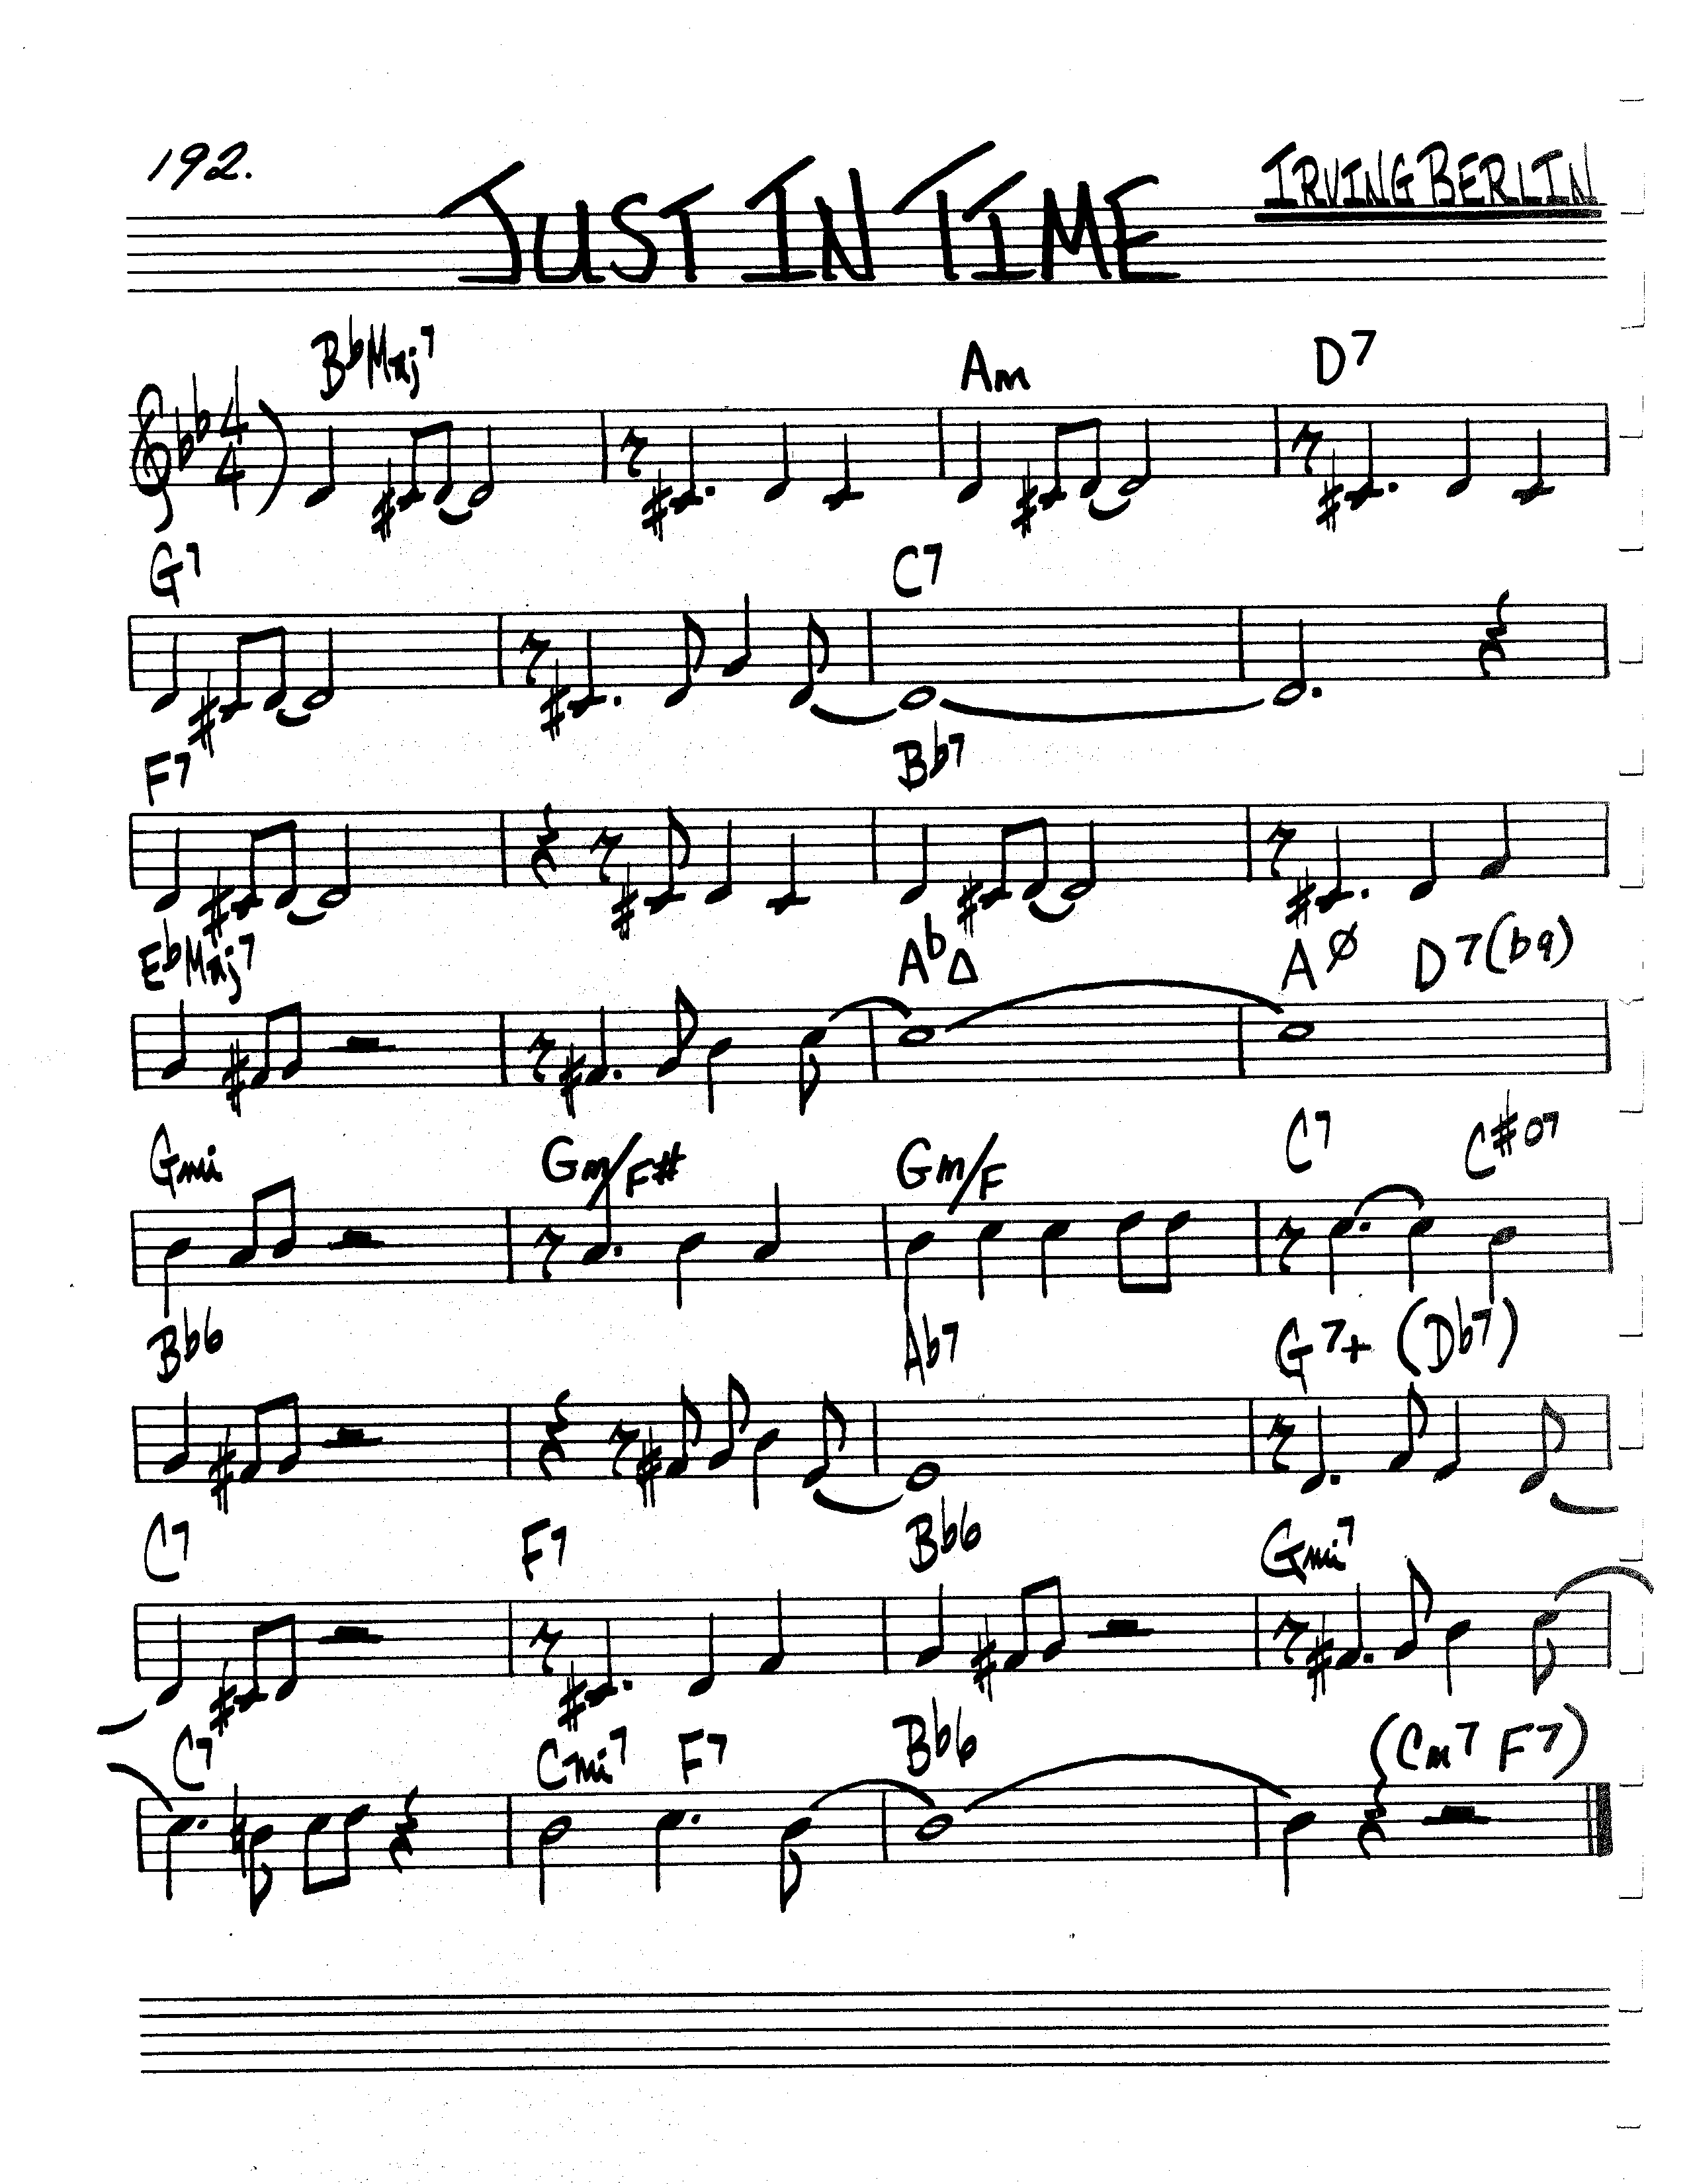 192.
JUST IN TIME
IRVING BERLIN
4
4
BbMaj7 Am D7
G7 C7
F7 Bb7
EbMaj7 AbΔ AØ D7(b9)
Gmi Gm/F# Gm/F C7 C#o7
Bb6 Ab7 G7+ (Db7)
C7 F7 Bb6 Gmi7
C7 Cmi7 F7 Bb6 (Cm7 F7)